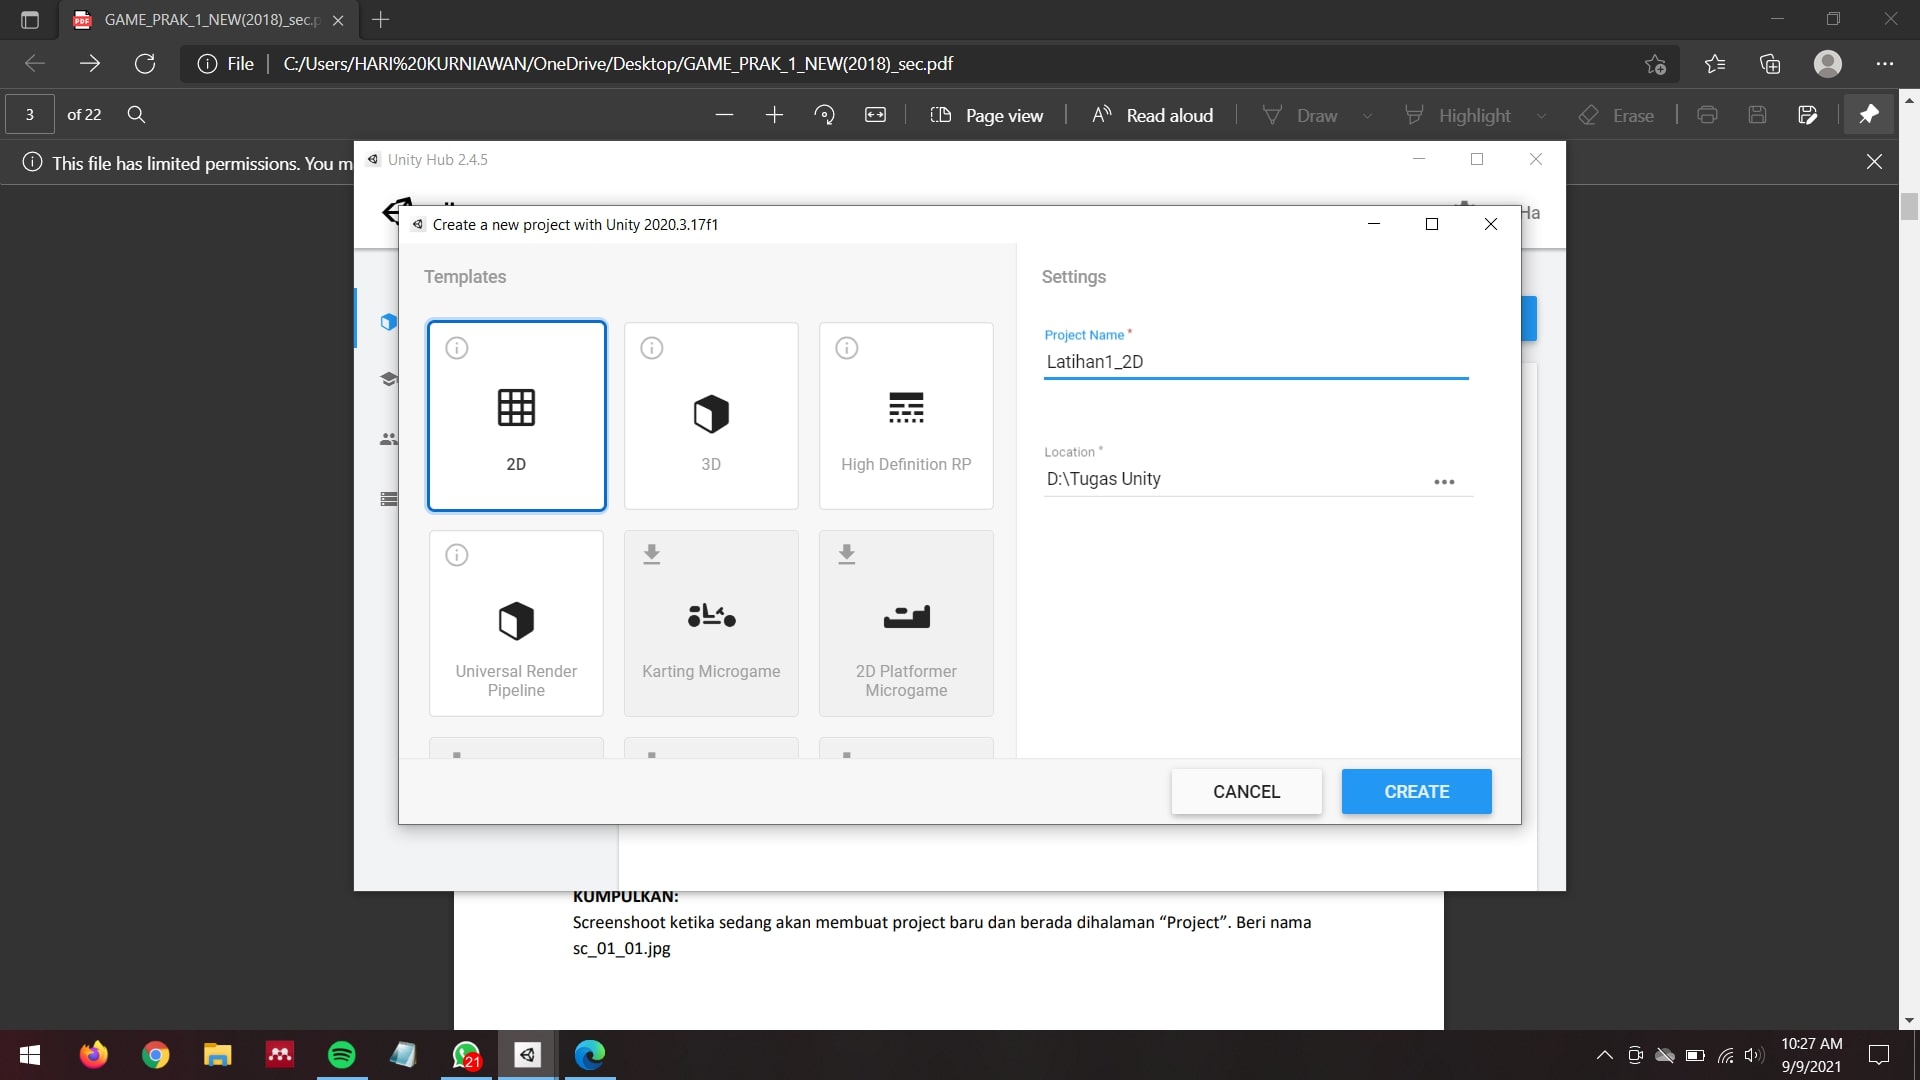 GAME_PRAK_1_NEW(2018)_sec.p
File
C:/Users/HARI%20KURNIAWAN/OneDrive/Desktop/GAME_PRAK_1_NEW(2018)_sec.pdf
3 of 22
Page view
Read aloud
Draw
Highlight
Erase
This file has limited permissions. You m
Unity Hub 2.4.5
Ha
Create a new project with Unity 2020.3.17f1
Templates
Settings
2D
3D
High Definition RP
Universal Render
Pipeline
Karting Microgame
2D Platformer
Microgame
Project Name *
Latihan1_2D
Location *
D:\Tugas Unity
CANCEL
CREATE
KUMPULKAN:
Screenshoot ketika sedang akan membuat project baru dan berada dihalaman “Project”. Beri nama
sc_01_01.jpg
21
10:27 AM
9/9/2021